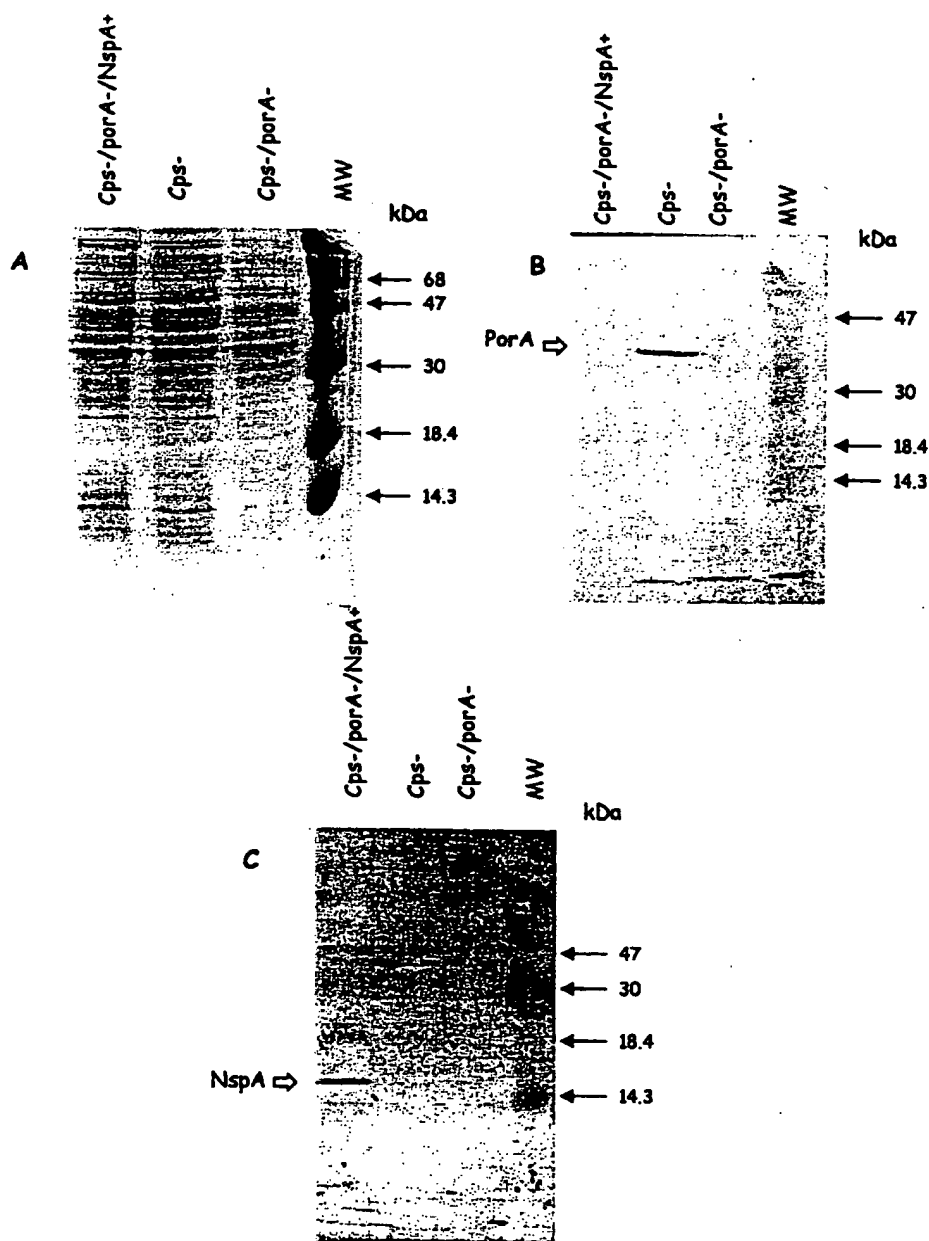 Cps-/porA-/NspA+
Cps-
Cps-/porA-
MW
kDa
A
68
47
30
18.4
14.3
Cps-/porA-/NspA+
Cps-
Cps-/porA-
MW
kDa
B
47
PorA
30
18.4
14.3
Cps-/porA-/NspA+
Cps-
Cps-/porA-
MW
kDa
C
47
30
18.4
NspA
14.3